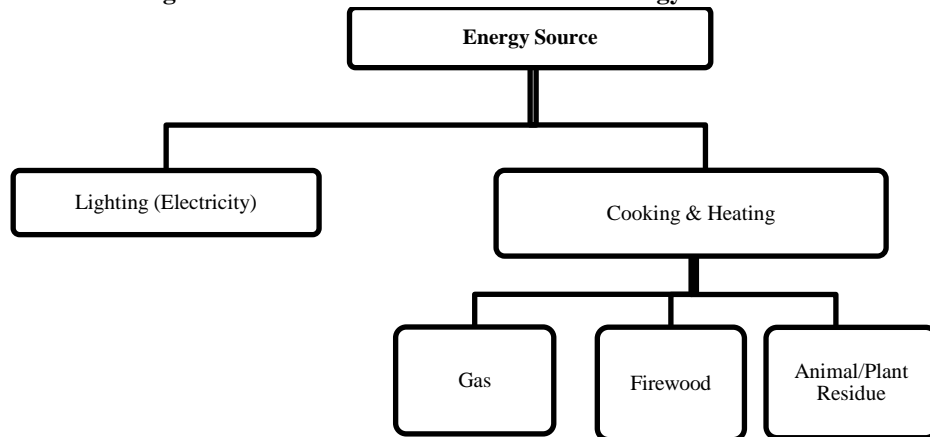 Energy Source
Lighting (Electricity)
Cooking & Heating
Gas
Firewood
Animal/Plant
Residue